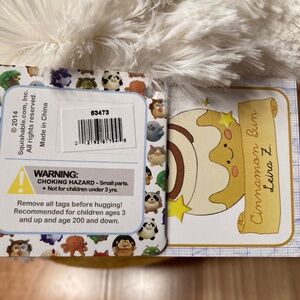 © 2014
Squishable.com, Inc.
All rights reserved.
Made in China
53473
WARNING:
CHOKING HAZARD - Small parts.
• Not for children under 3 yrs.
Remove all tags before hugging!
Recommended for children ages 3
and up and age 200 and down.
Cinnamon Bun
Leira Z.